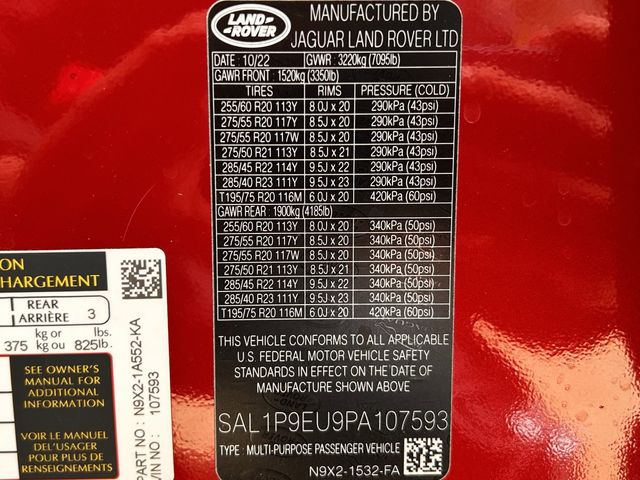 LAND-
ROVER
MANUFACTURED BY
JAGUAR LAND ROVER LTD
DATE : 10/22 GVWR : 3220kg (7095lb)
GAWR FRONT : 1520kg (3350lb)
TIRES RIMS PRESSURE (COLD)
255/60 R20 113Y 8.0J x 20 290kPa (43psi)
275/55 R20 117Y 8.5J x 20 290kPa (43psi)
275/55 R20 117W 8.5J x 20 290kPa (43psi)
275/50 R21 113Y 8.5J x 21 290kPa (43psi)
285/45 R22 114Y 9.5J x 22 290kPa (43psi)
285/40 R23 111Y 9.5J x 23 290kPa (43psi)
T195/75 R20 116M 6.0J x 20 420kPa (60psi)
GAWR REAR : 1900kg (4185lb)
255/60 R20 113Y 8.0J x 20 340kPa (50psi)
275/55 R20 117Y 8.5J x 20 340kPa (50psi)
275/55 R20 117W 8.5J x 20 340kPa (50psi)
275/50 R21 113Y 8.5J x 21 340kPa (50psi)
285/45 R22 114Y 9.5J x 22 340kPa (50psi)
285/40 R23 111Y 9.5J x 23 340kPa (50psi)
T195/75 R20 116M 6.0J x 20 420kPa (60psi)
THIS VEHICLE CONFORMS TO ALL APPLICABLE
U.S. FEDERAL MOTOR VEHICLE SAFETY
STANDARDS IN EFFECT ON THE DATE OF
MANUFACTURE SHOWN ABOVE
SAL1P9EU9PA107593
TYPE : MULTI-PURPOSE PASSENGER VEHICLE
N9X2-1532-FA
ON
HARGEMENT
REAR
ARRIÈRE 3
kg or lbs.
375 kg ou 825lb.
SEE OWNER'S
MANUAL FOR
ADDITIONAL
INFORMATION
VOIR LE MANUEL
DEL'USAGER
POUR PLUS DE
RENSEIGNEMENTS
PART NO : N9X2-1A552-KA
VIN NO : 107593